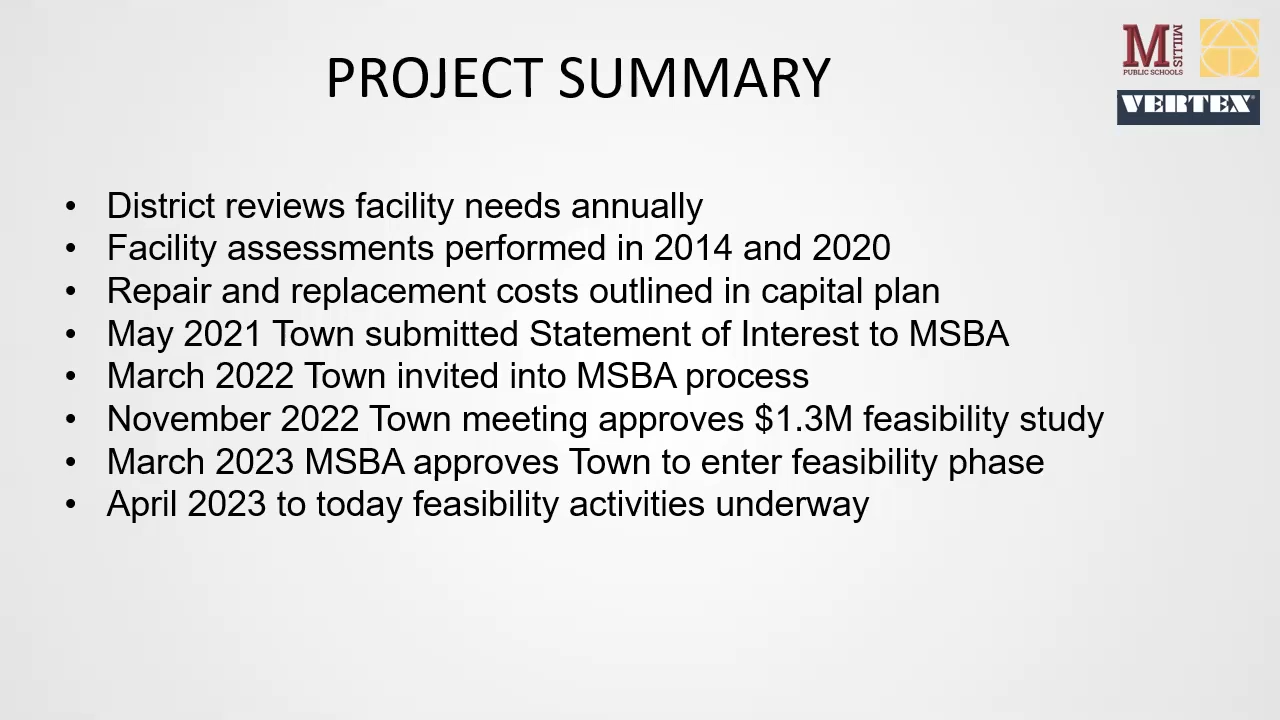 PROJECT SUMMARY
M
MILLIS
PUBLIC SCHOOLS
VERTEX
• District reviews facility needs annually
• Facility assessments performed in 2014 and 2020
• Repair and replacement costs outlined in capital plan
• May 2021 Town submitted Statement of Interest to MSBA
• March 2022 Town invited into MSBA process
• November 2022 Town meeting approves $1.3M feasibility study
• March 2023 MSBA approves Town to enter feasibility phase
• April 2023 to today feasibility activities underway